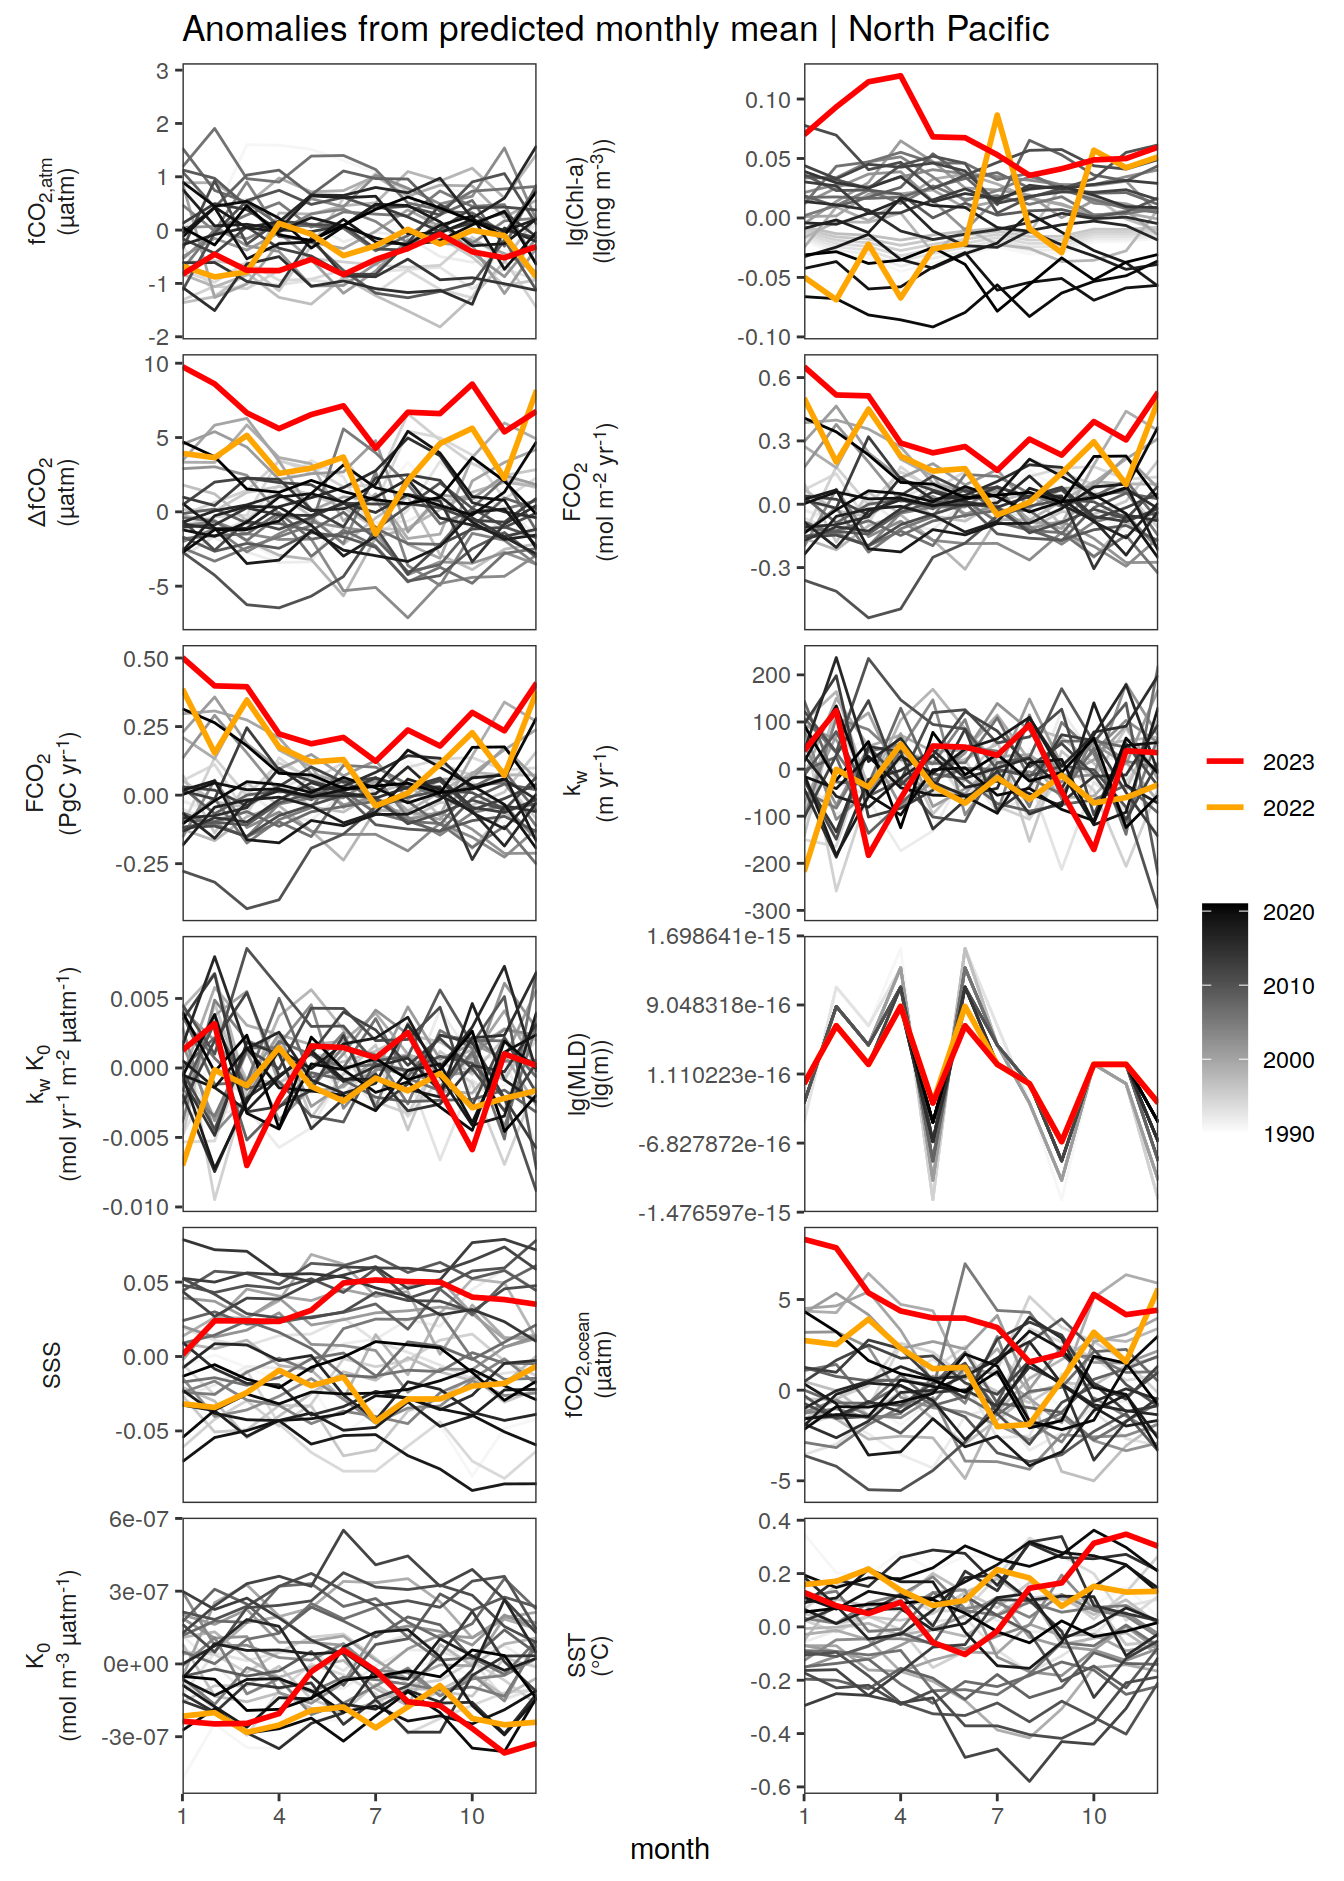 Anomalies from predicted monthly mean | North Pacific
fCO2,atm
(µatm)
3
2
1
0
-1
-2
lg(Chl-a)
(lg(mg m-3))
0.10
0.05
0.00
-0.05
-0.10
ΔfCO2
(µatm)
10
5
0
-5
FCO2
(mol m-2 yr-1)
0.6
0.3
0.0
-0.3
FCO2
(PgC yr-1)
0.50
0.25
0.00
-0.25
kw
(m yr-1)
200
100
0
-100
-200
-300
kw K0
(mol yr-1 m-2 µatm-1)
0.005
0.000
-0.005
-0.010
lg(MLD)
(lg(m))
1.698641e-15
9.048318e-16
1.110223e-16
-6.827872e-16
-1.476597e-15
SSS
0.05
0.00
-0.05
fCO2,ocean
(µatm)
5
0
-5
K0
(mol m-3 µatm-1)
6e-07
3e-07
0e+00
-3e-07
SST
(°C)
0.4
0.2
0.0
-0.2
-0.4
-0.6
1 4 7 10
1 4 7 10
month
2023
2022
2020
2010
2000
1990